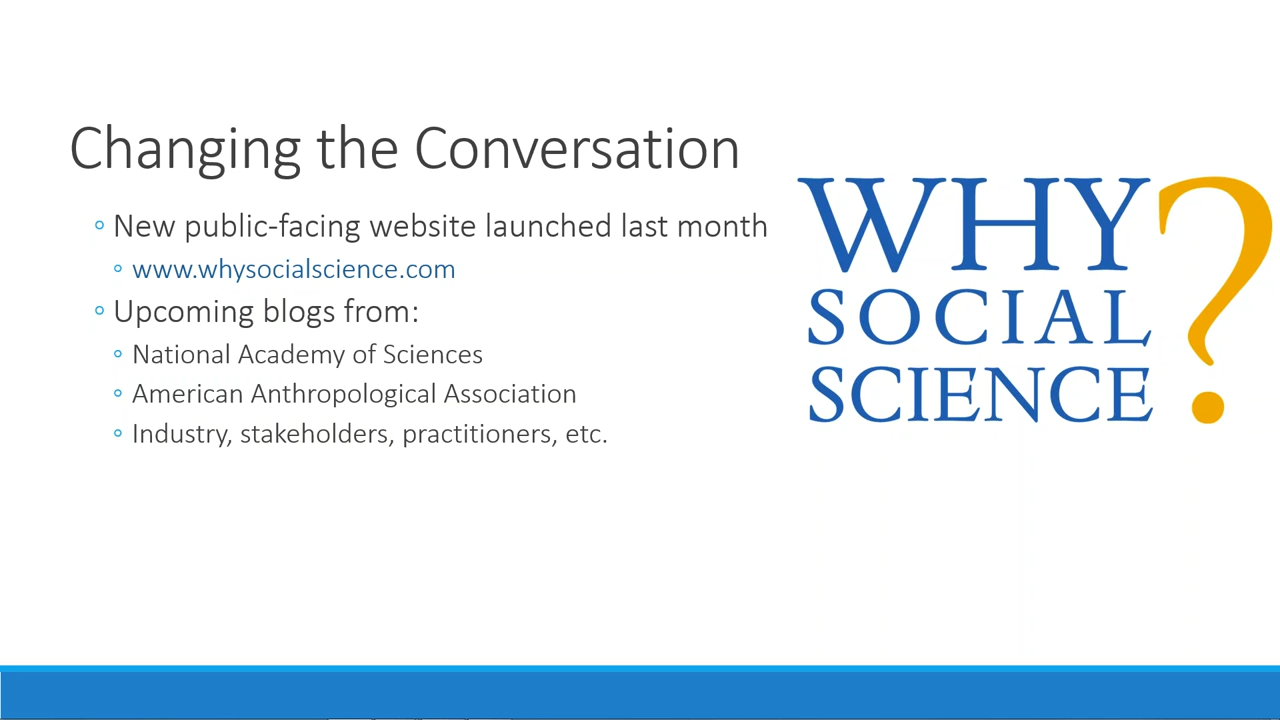 Changing the Conversation
New public-facing website launched last month
www.whysocialscience.com
Upcoming blogs from:
National Academy of Sciences
American Anthropological Association
Industry, stakeholders, practitioners, etc.
WHY?
SOCIAL
SCIENCE